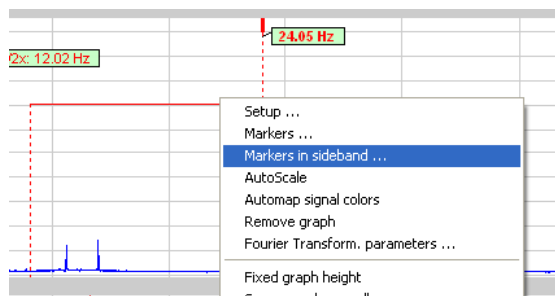 24.05 Hz
/2x: 12.02 Hz
Setup ...
Markers ...
Markers in sideband ...
AutoScale
Automap signal colors
Remove graph
Fourier Transform. parameters ...
Fixed graph height